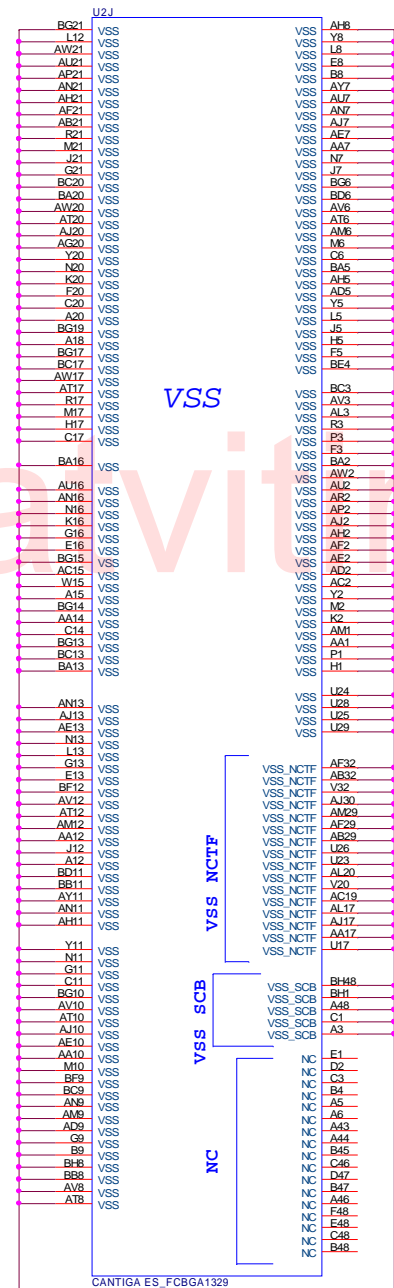 U2J
BG21 VSS VSS AH8
L12 VSS VSS Y8
AW21 VSS VSS L8
AU21 VSS VSS E8
AP21 VSS VSS B8
AN21 VSS VSS AY7
AH21 VSS VSS AU7
AF21 VSS VSS AN7
AB21 VSS VSS AJ7
R21 VSS VSS AE7
M21 VSS VSS AA7
J21 VSS VSS N7
G21 VSS VSS J7
BC20 VSS VSS BG6
BA20 VSS VSS BD6
AW20 VSS VSS AV6
AT20 VSS VSS AT6
AJ20 VSS VSS AM6
AG20 VSS VSS M6
Y20 VSS VSS C6
N20 VSS VSS BA5
K20 VSS VSS AH5
F20 VSS VSS AD5
C20 VSS VSS Y5
A20 VSS VSS L5
BG19 VSS VSS J5
A18 VSS VSS H5
BG17 VSS VSS F5
BC17 VSS VSS BE4
AW17 VSS
AT17 VSS VSS BC3
R17 VSS VSS AV3
M17 VSS VSS AL3
H17 VSS VSS R3
C17 VSS VSS P3
VSS
VSS F3
BA16 VSS VSS BA2
VSS AW2
AU16 VSS VSS AU2
AN16 VSS VSS AR2
N16 VSS VSS AP2
K16 VSS VSS AJ2
G16 VSS VSS AH2
E16 VSS VSS AF2
BG15 VSS VSS AE2
AC15 VSS VSS AD2
W15 VSS VSS AC2
A15 VSS VSS Y2
BG14 VSS VSS M2
AA14 VSS VSS K2
C14 VSS VSS AM1
BG13 VSS VSS AA1
BC13 VSS VSS P1
BA13 VSS VSS H1
VSS U24
AN13 VSS VSS U28
AJ13 VSS VSS U25
AE13 VSS VSS U29
N13 VSS
L13 VSS
G13 VSS VSS_NCTF AF32
E13 VSS VSS_NCTF AB32
BF12 VSS VSS_NCTF V32
AV12 VSS VSS_NCTF AJ30
AT12 VSS VSS_NCTF AM29
AM12 VSS VSS_NCTF AF29
AA12 VSS VSS_NCTF AB29
J12 VSS VSS_NCTF U26
A12 VSS VSS_NCTF U23
BD11 VSS VSS_NCTF AL20
BB11 VSS VSS_NCTF V20
AY11 VSS VSS_NCTF AC19
AN11 VSS VSS_NCTF AL17
AH11 VSS VSS_NCTF AJ17
VSS_NCTF AA17
Y11 VSS VSS_NCTF U17
VSS NCTF
N11 VSS
G11 VSS
C11 VSS VSS_SCB BH48
BG10 VSS VSS_SCB BH1
AV10 VSS VSS_SCB A48
AT10 VSS VSS_SCB C1
AJ10 VSS VSS_SCB A3
VSS SCB
AE10 VSS
AA10 VSS NC E1
M10 VSS NC D2
BF9 VSS NC C3
BC9 VSS NC B4
AN9 VSS NC A5
AM9 VSS NC A6
AD9 VSS NC A43
G9 VSS NC A44
B9 VSS NC B45
BH8 VSS NC C46
BB8 VSS NC D47
AV8 VSS NC B47
AT8 VSS NC A46
NC F48
NC E48
NC C48
NC B48
NC
CANTIGA ES_FCBGA1329